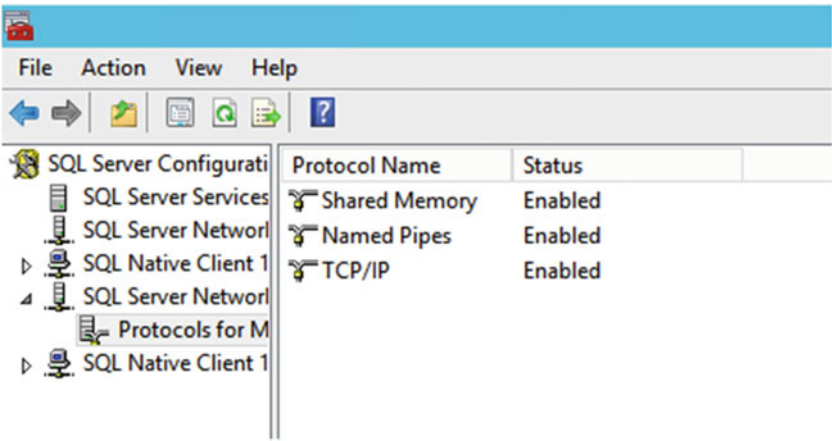 File Action View Help
?
SQL Server Configurati
SQL Server Services
SQL Server Networl
SQL Native Client 1
SQL Server Networl
Protocols for M
SQL Native Client 1
Protocol Name Status
Shared Memory Enabled
Named Pipes Enabled
TCP/IP Enabled